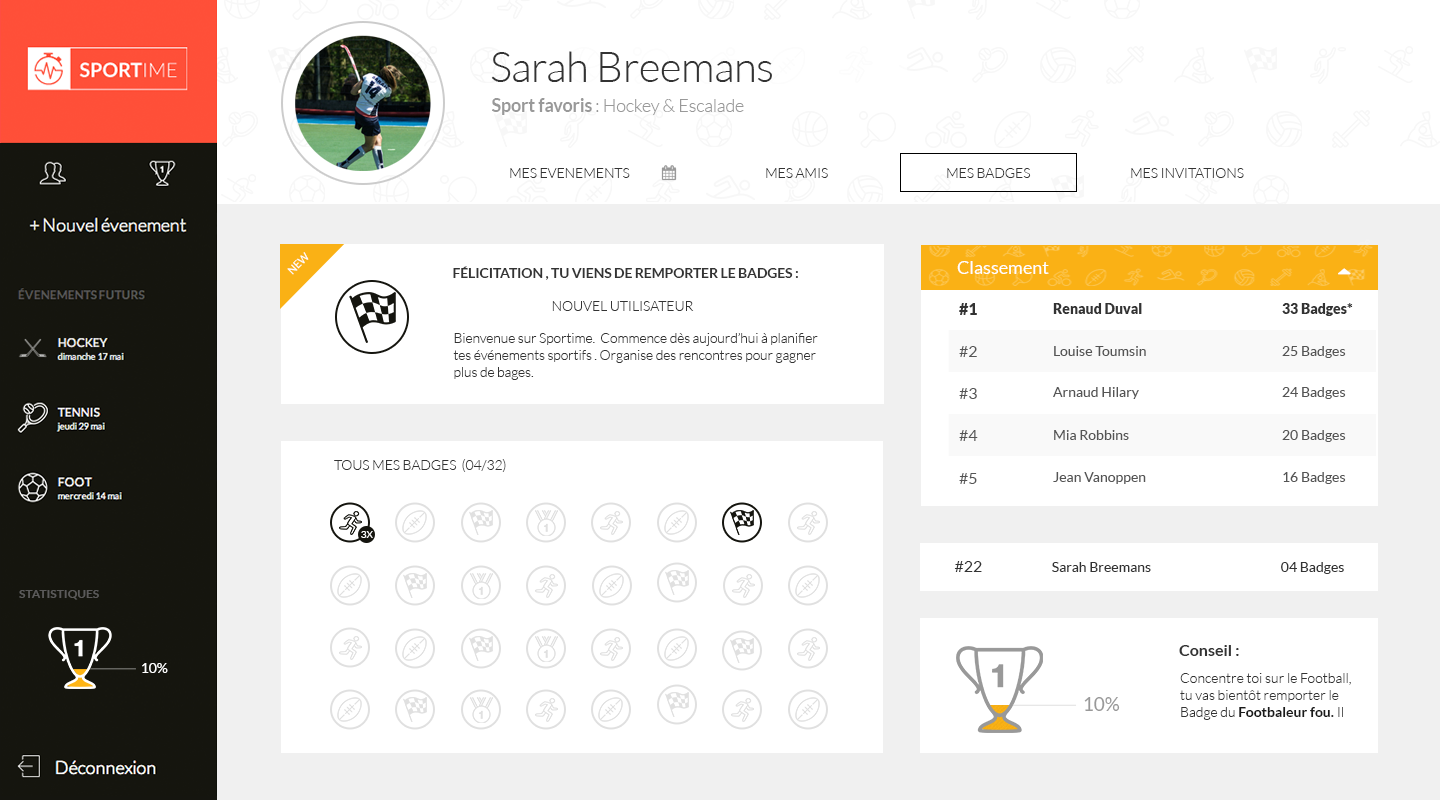 SPORTIME
1
+ Nouvel évenement
ÉVENEMENTS FUTURS
HOCKEY
dimanche 17 mai
TENNIS
jeudi 29 mai
FOOT
mercredi 14 mai
STATISTIQUES
1
10%
Déconnexion
14
Sarah Breemans
Sport favoris : Hockey & Escalade
MES EVENEMENTS
MES AMIS
MES BADGES
MES INVITATIONS
NEW
FÉLICITATION , TU VIENS DE REMPORTER LE BADGES :
NOUVEL UTILISATEUR
Bienvenue sur Sportime. Commence dès aujourd'hui à planifier
tes événements sportifs . Organise des rencontres pour gagner
plus de bages.
TOUS MES BADGES (04/32)
3X
1
1
1
1
Classement
#1 Renaud Duval 33 Badges*
#2 Louise Toumsin 25 Badges
#3 Arnaud Hilary 24 Badges
#4 Mia Robbins 20 Badges
#5 Jean Vanoppen 16 Badges
#22 Sarah Breemans 04 Badges
1
10%
Conseil :
Concentre toi sur le Football,
tu vas bientôt remporter le
Badge du Footbaleur fou. Il